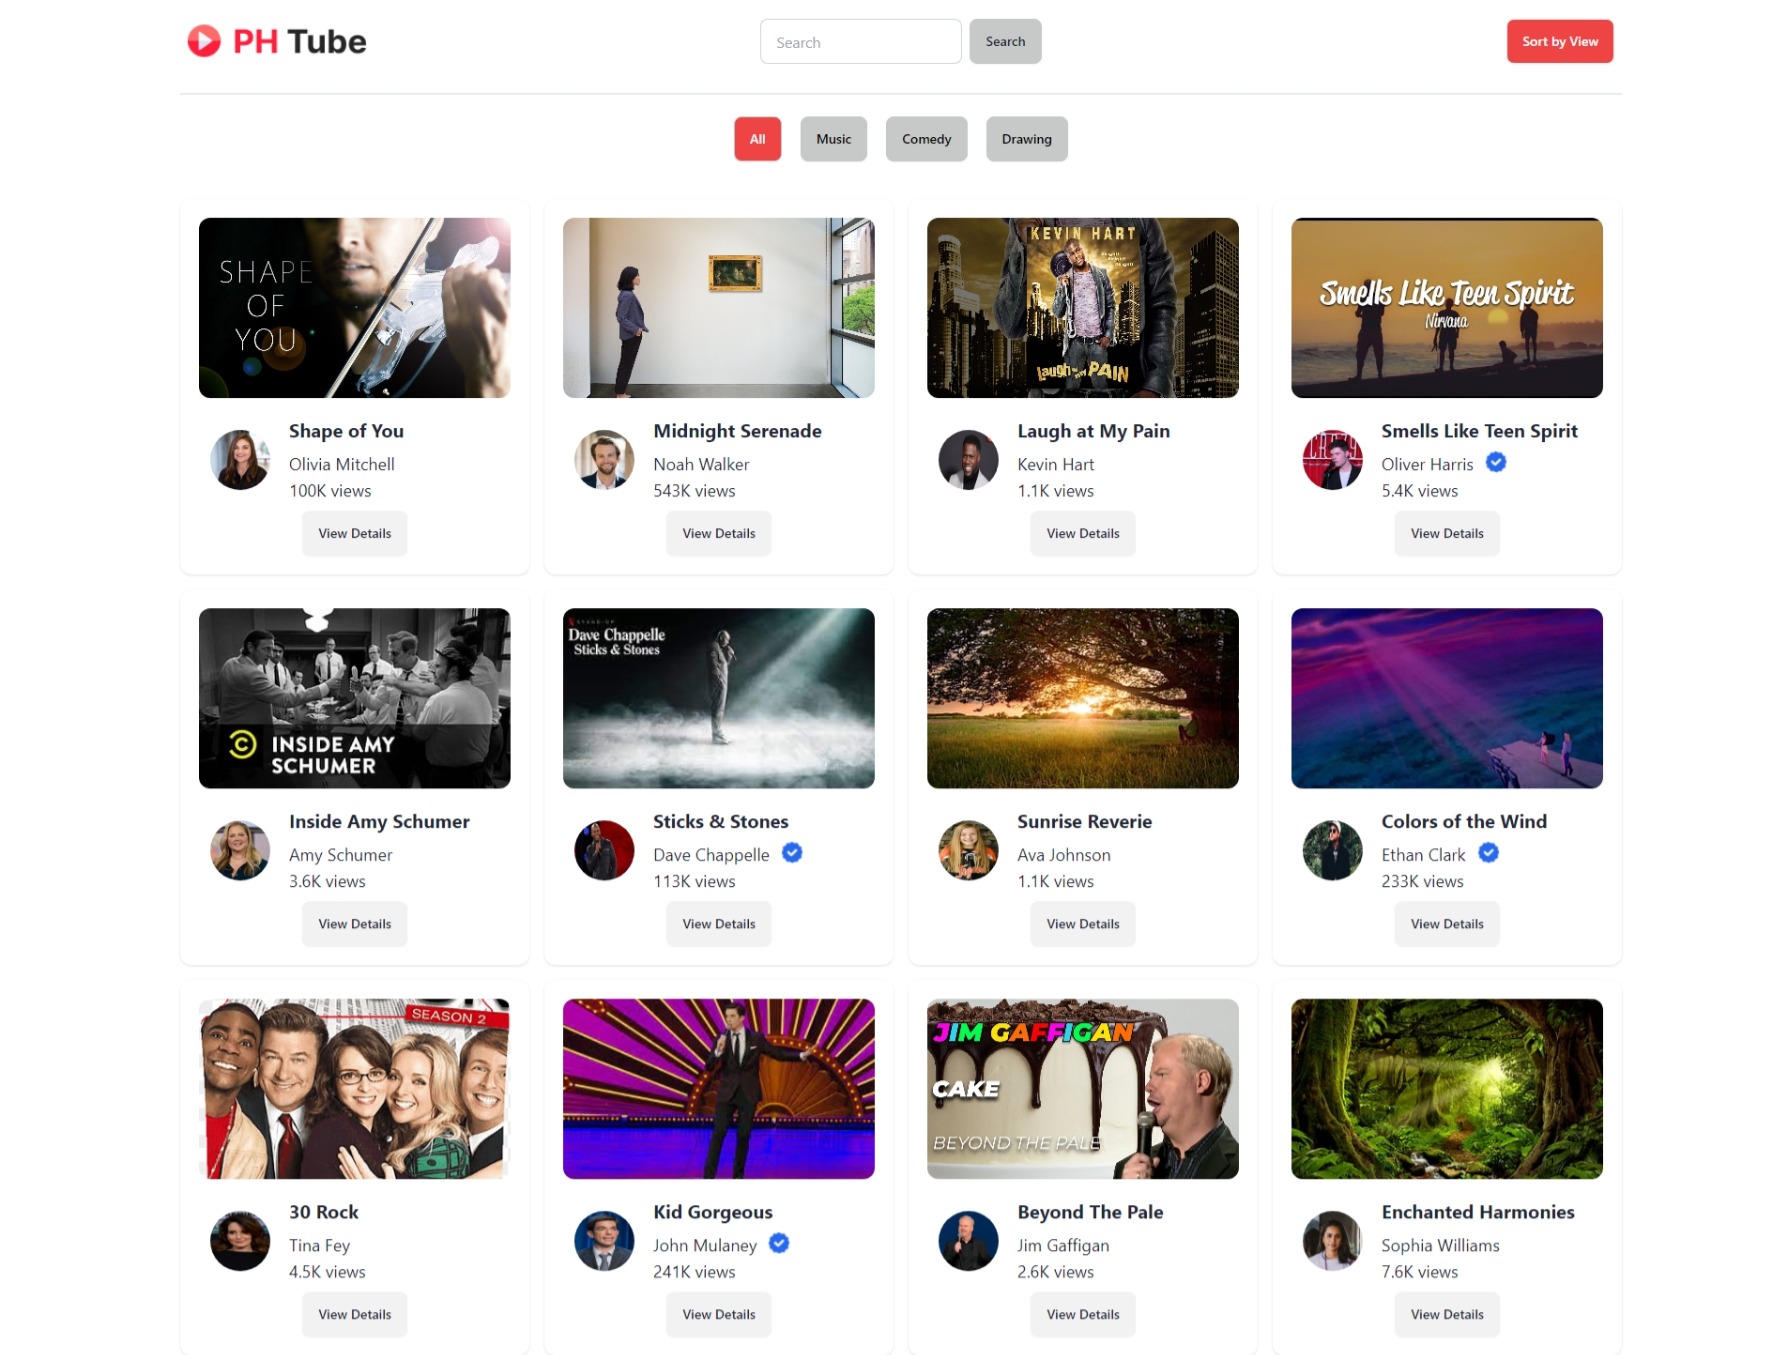 PH Tube
Search
Search
Sort by View
All
Music
Comedy
Drawing
SHAPE
OF
YOU
KEVIN HART
Laugh at my PAIN
Smells Like Teen Spirit
Nirvana
Shape of You
Olivia Mitchell
100K views
View Details
Midnight Serenade
Noah Walker
543K views
View Details
Laugh at My Pain
Kevin Hart
1.1K views
View Details
Smells Like Teen Spirit
Oliver Harris
5.4K views
View Details
INSIDE AMY
SCHUMER
STAND-UP
Dave Chappelle
Sticks & Stones
Inside Amy Schumer
Amy Schumer
3.6K views
View Details
Sticks & Stones
Dave Chappelle
113K views
View Details
Sunrise Reverie
Ava Johnson
1.1K views
View Details
Colors of the Wind
Ethan Clark
233K views
View Details
SEASON 2
JIM GAFFIGAN
CAKE
BEYOND THE PALE
30 Rock
Tina Fey
4.5K views
View Details
Kid Gorgeous
John Mulaney
241K views
View Details
Beyond The Pale
Jim Gaffigan
2.6K views
View Details
Enchanted Harmonies
Sophia Williams
7.6K views
View Details